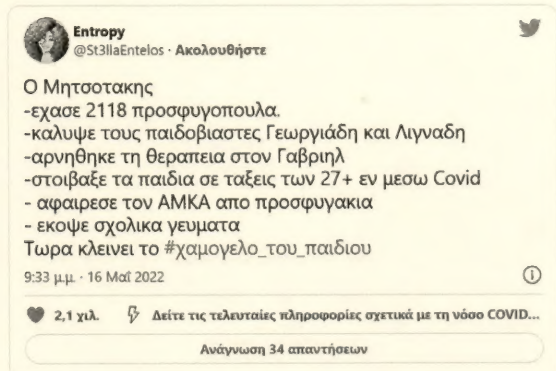 Entropy
@St3llaEntelos · Ακολουθήστε
Ο Μητσοτακης
-εχασε 2118 προσφυγοπουλα.
-καλυψε τους παιδοβιαστες Γεωργιάδη και Λιγναδη
-αρνηθηκε τη θεραπεια στον Γαβριηλ
-στοιβαξε τα παιδια σε ταξεις των 27+ εν μεσω Covid
- αφαιρεσε τον ΑΜΚΑ απο προσφυγακια
- εκοψε σχολικα γευματα
Τωρα κλεινει το #χαμογελο_του_παιδιου
9:33 μ.μ. · 16 Μαΐ 2022
2,1 χιλ. Δείτε τις τελευταίες πληροφορίες σχετικά με τη νόσο COVID...
Ανάγνωση 34 απαντήσεων